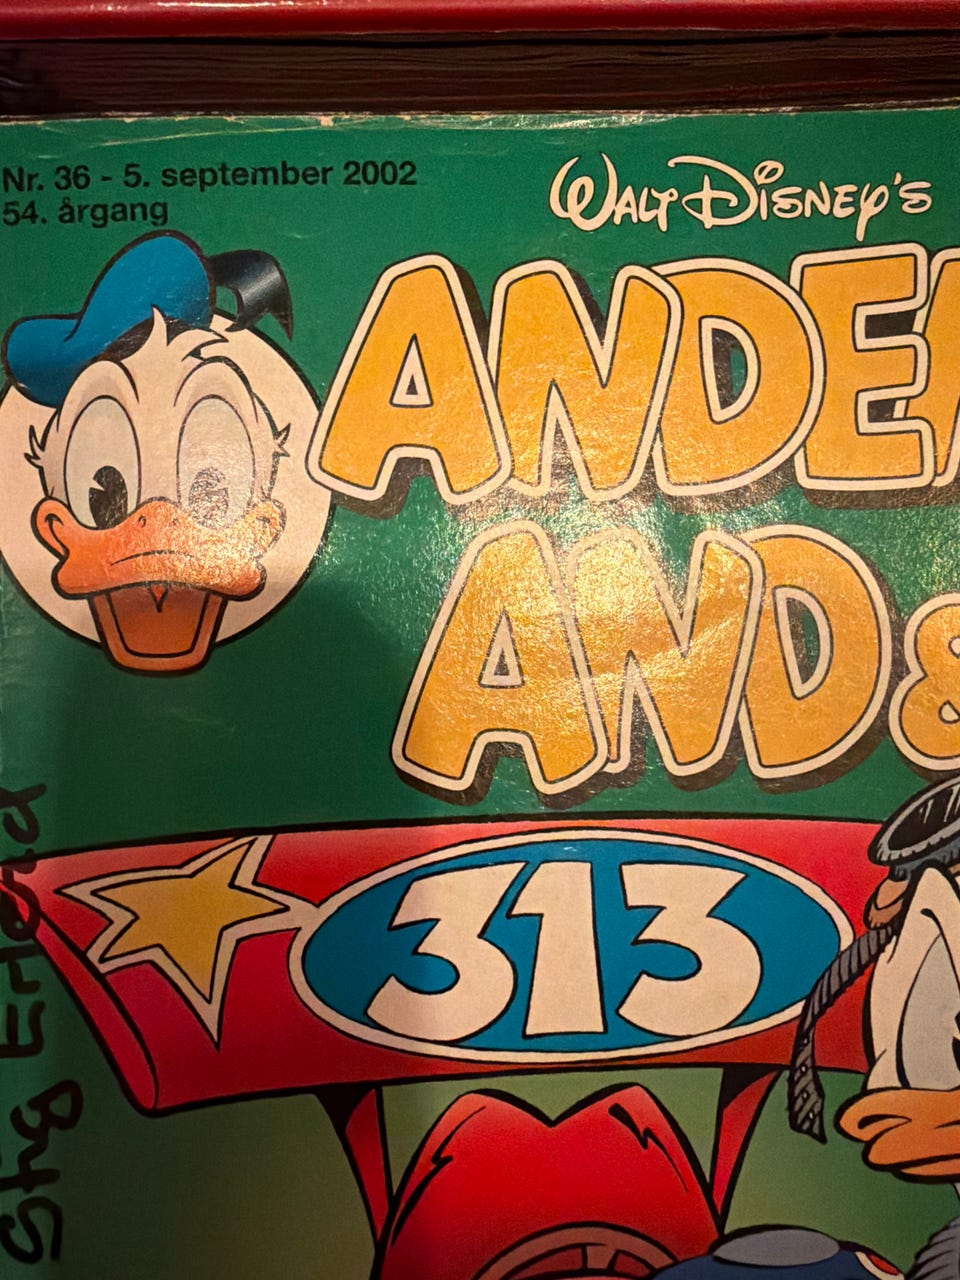 Nr. 36 - 5. september 2002
54. årgang
WALT DISNEY'S
ANDE
AND &
313